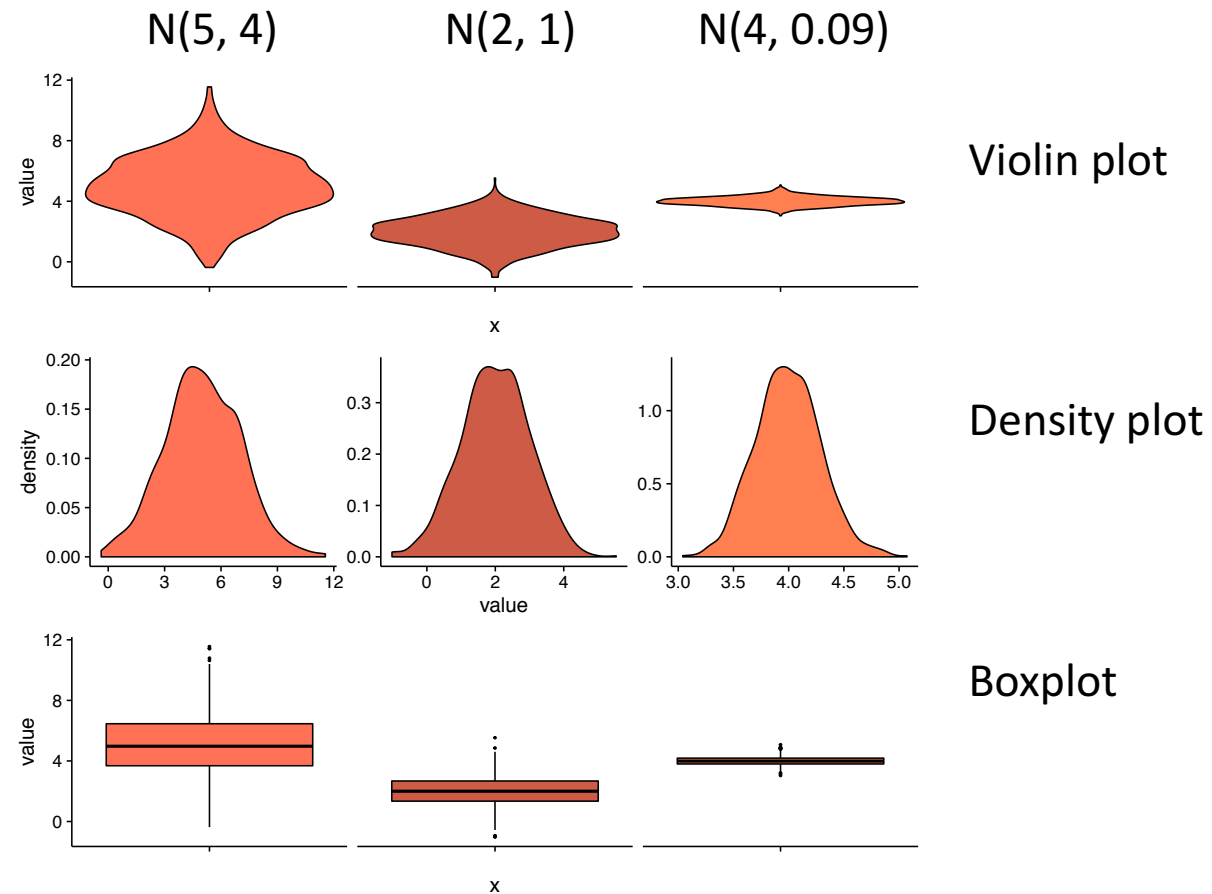 N(5, 4) N(2, 1) N(4, 0.09)
12
8
4
0
value
x
Violin plot
0.20
0.15
0.10
0.05
0.00
density
0 3 6 9 12
0.3
0.2
0.1
0.0
0 2 4
value
1.0
0.5
0.0
3.0 3.5 4.0 4.5 5.0
Density plot
12
8
4
0
value
x
Boxplot